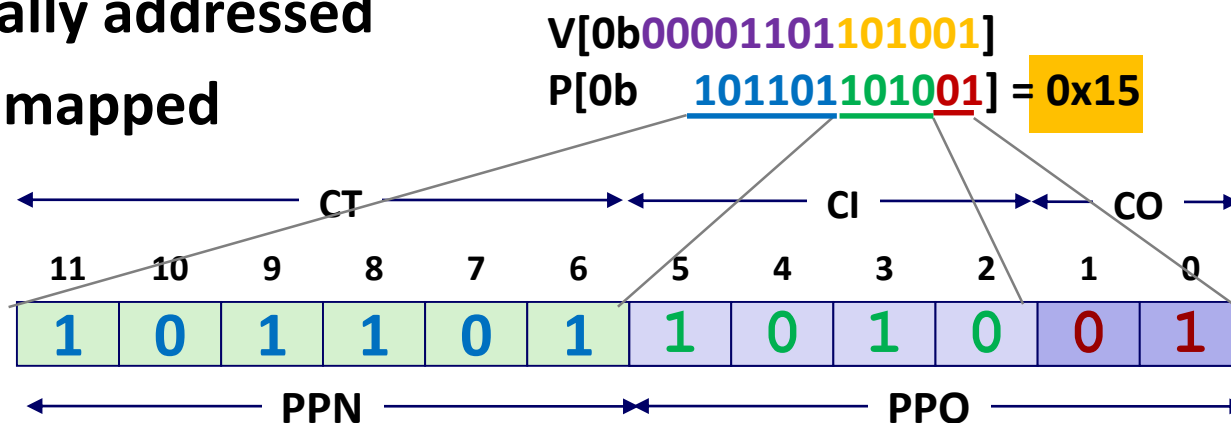 ally addressed
mapped
V[0b00001101101001]
P[0b 101101101001] = 0x15
CT CI CO
11 10 9 8 7 6 5 4 3 2 1 0
1 0 1 1 0 1 1 0 1 0 0 1
PPN PPO